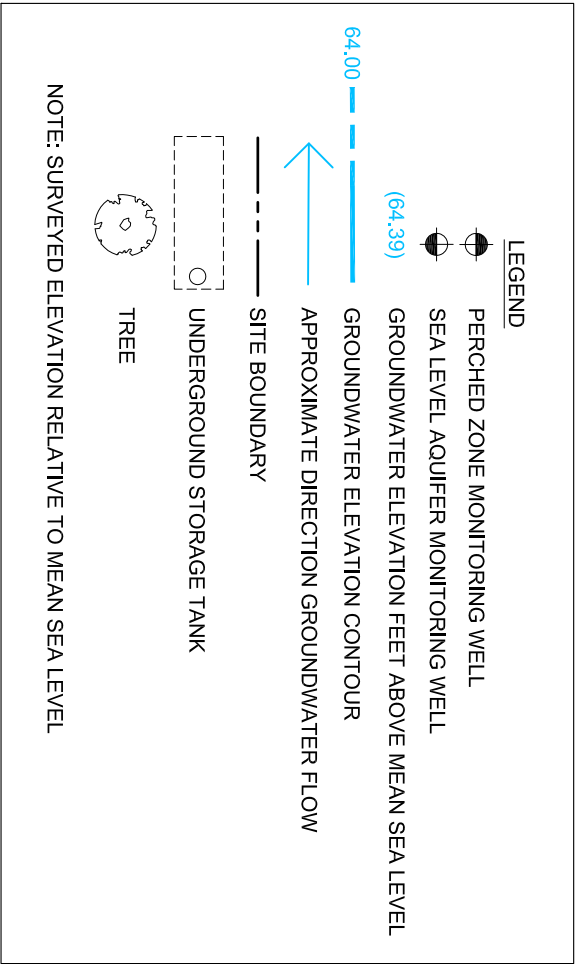 LEGEND
PERCHED ZONE MONITORING WELL
SEA LEVEL AQUIFER MONITORING WELL
(64.39) GROUNDWATER ELEVATION FEET ABOVE MEAN SEA LEVEL
64.00 GROUNDWATER ELEVATION CONTOUR
APPROXIMATE DIRECTION GROUNDWATER FLOW
SITE BOUNDARY
UNDERGROUND STORAGE TANK
TREE
NOTE: SURVEYED ELEVATION RELATIVE TO MEAN SEA LEVEL